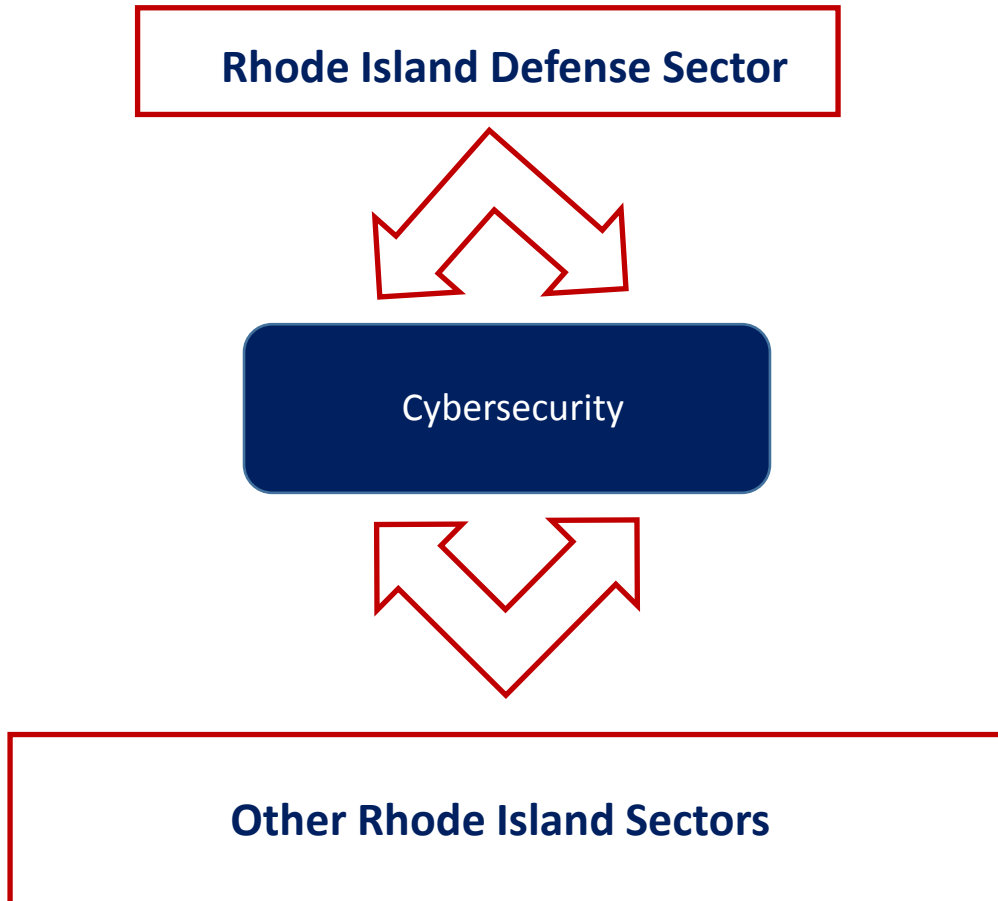 Rhode Island Defense Sector
Cybersecurity
Other Rhode Island Sectors